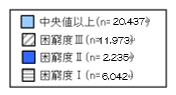 中央値以上(n= 20,437)
困窮度Ⅲ(n=11,973)
困窮度Ⅱ(n= 2,235)
困窮度Ⅰ(n=6,042)